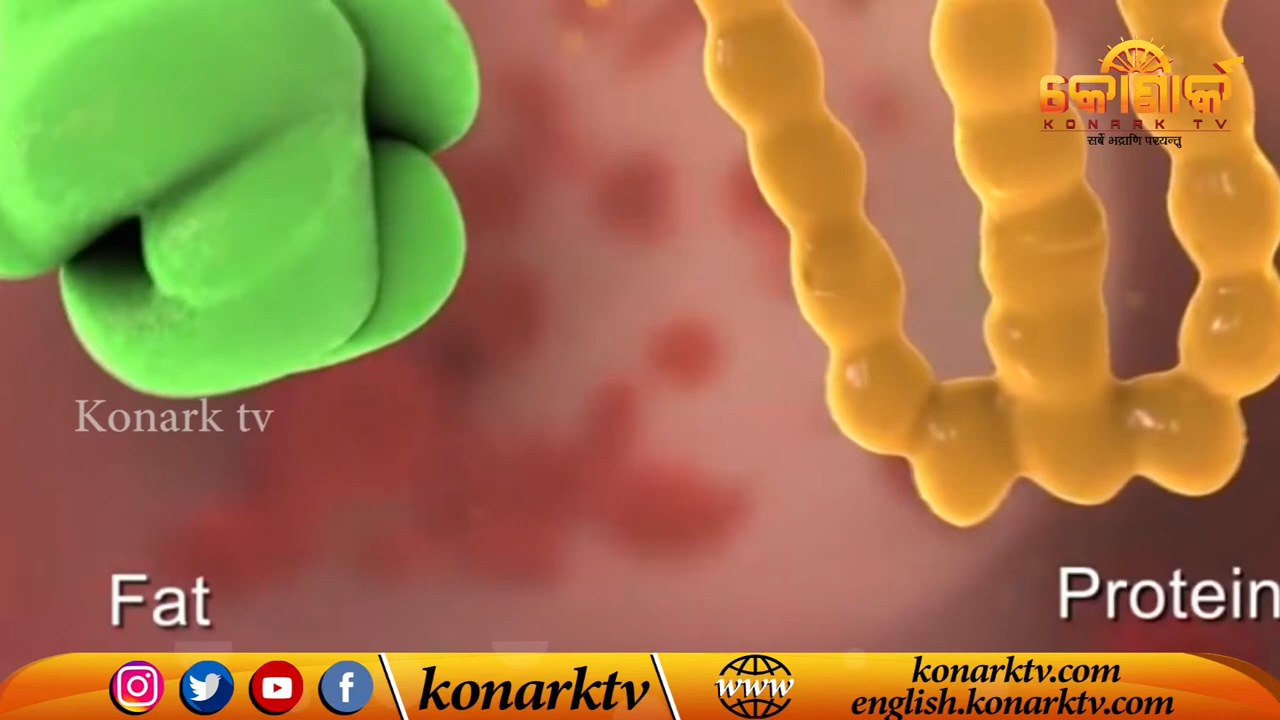 କୋଣାର୍କ
KONARK TV
सर्बे भद्राणि पश्यन्तु
Konark tv
Fat
Protein
konarktv
www
konarktv.com
english.konarktv.com